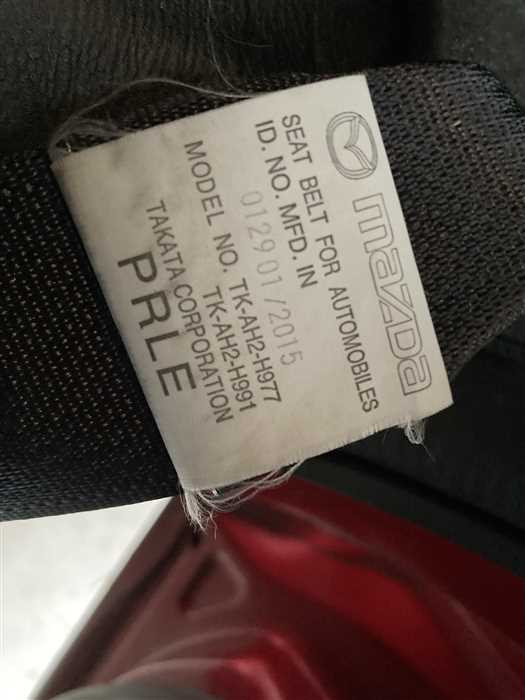 mazda
SEAT BELT FOR AUTOMOBILES
ID. NO. MFD. IN
0129 01/2015
MODEL NO. TK-AH2-H977
TK-AH2-H991
TAKATA CORPORATION
PRLE